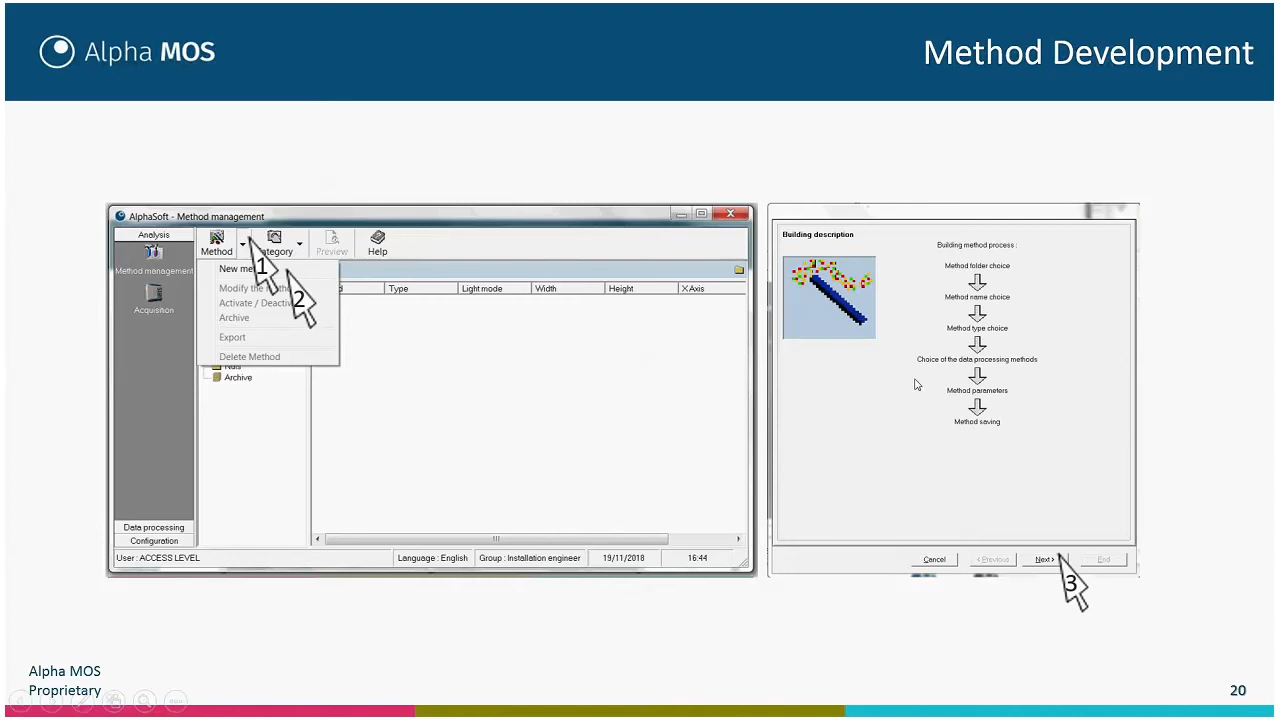 Alpha MOS
Method Development
AlphaSoft - Method management
Analysis
Method management
Acquisition
Data processing
Configuration
Method
Preview
Help
1
2
New me
Modify the
Activate / Deactiv
Archive
Export
Delete Method
Archive
Type
Light mode
Width
Height
X Axis
User : ACCESS LEVEL
Language : English
Group : Installation engineer
19/11/2018
16:44
Building description
Building method process :
Method folder choice
Method name choice
Method type choice
Choice of the data processing methods
Method parameters
Method saving
Cancel
< Previous
Next >
End
3
Alpha MOS
Proprietary
20